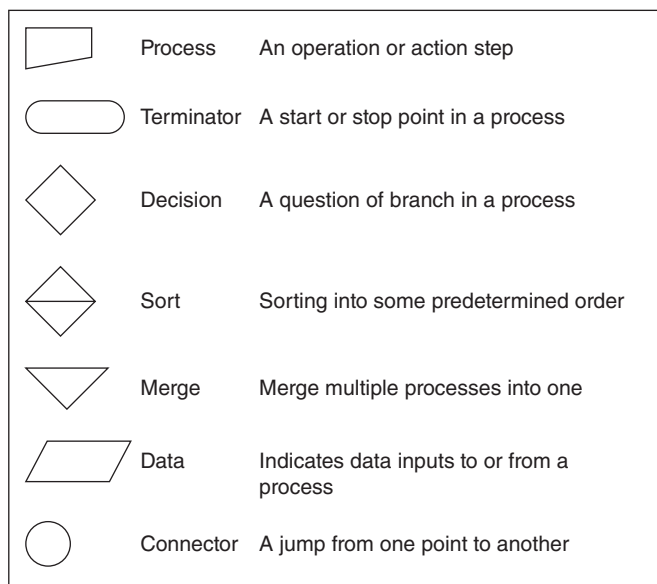 Process An operation or action step
Terminator A start or stop point in a process
Decision A question of branch in a process
Sort Sorting into some predetermined order
Merge Merge multiple processes into one
Data Indicates data inputs to or from a
process
Connector A jump from one point to another